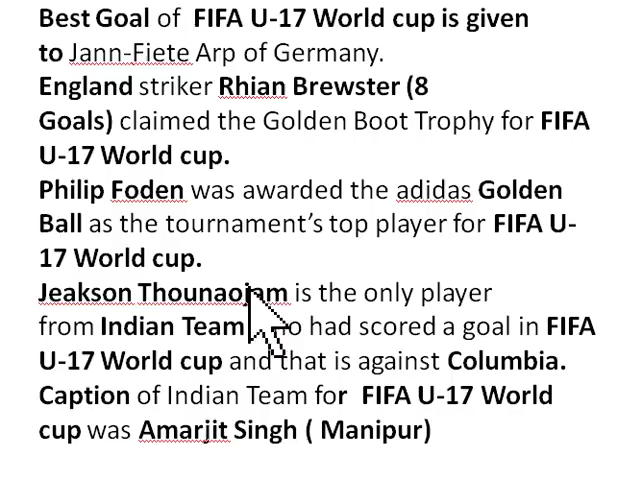 Best Goal of FIFA U-17 World cup is given
to Jann-Fiete Arp of Germany.
England striker Rhian Brewster (8
Goals) claimed the Golden Boot Trophy for FIFA
U-17 World cup.
Philip Foden was awarded the adidas Golden
Ball as the tournament's top player for FIFA U-
17 World cup.
Jeakson Thounaojam is the only player
from Indian Team who had scored a goal in FIFA
U-17 World cup and that is against Columbia.
Caption of Indian Team for FIFA U-17 World
cup was Amarjit Singh ( Manipur)